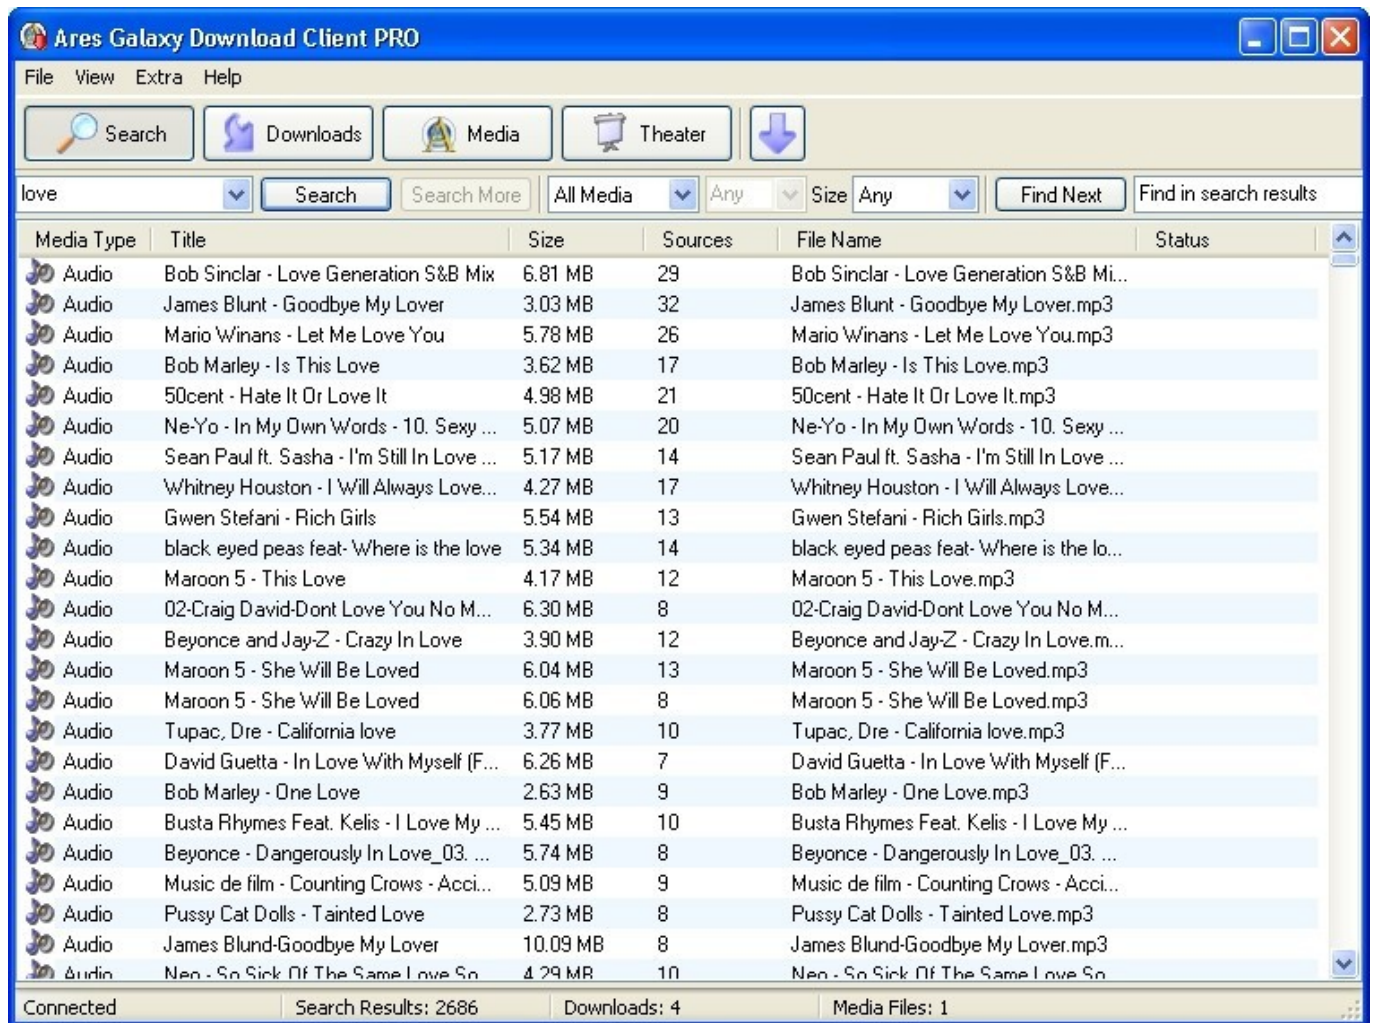 Ares Galaxy Download Client PRO
File View Extra Help
Search Downloads Media Theater
love Search Search More All Media Any Size Any Find Next Find in search results
Media Type Title Size Sources File Name Status
Audio Bob Sinclar - Love Generation S&B Mix 6.81 MB 29 Bob Sinclar - Love Generation S&B Mi...
Audio James Blunt - Goodbye My Lover 3.03 MB 32 James Blunt - Goodbye My Lover.mp3
Audio Mario Winans - Let Me Love You 5.78 MB 26 Mario Winans - Let Me Love You.mp3
Audio Bob Marley - Is This Love 3.62 MB 17 Bob Marley - Is This Love.mp3
Audio 50cent - Hate It Or Love It 4.98 MB 21 50cent - Hate It Or Love It.mp3
Audio Ne-Yo - In My Own Words - 10. Sexy ... 5.07 MB 20 Ne-Yo - In My Own Words - 10. Sexy ...
Audio Sean Paul ft. Sasha - I'm Still In Love ... 5.17 MB 14 Sean Paul ft. Sasha - I'm Still In Love ...
Audio Whitney Houston - I Will Always Love... 4.27 MB 17 Whitney Houston - I Will Always Love...
Audio Gwen Stefani - Rich Girls 5.54 MB 13 Gwen Stefani - Rich Girls.mp3
Audio black eyed peas feat- Where is the love 5.34 MB 14 black eyed peas feat- Where is the lo...
Audio Maroon 5 - This Love 4.17 MB 12 Maroon 5 - This Love.mp3
Audio 02-Craig David-Dont Love You No M... 6.30 MB 8 02-Craig David-Dont Love You No M...
Audio Beyonce and Jay-Z - Crazy In Love 3.90 MB 12 Beyonce and Jay-Z - Crazy In Love.m...
Audio Maroon 5 - She Will Be Loved 6.04 MB 13 Maroon 5 - She Will Be Loved.mp3
Audio Maroon 5 - She Will Be Loved 6.06 MB 8 Maroon 5 - She Will Be Loved.mp3
Audio Tupac, Dre - California love 3.77 MB 10 Tupac, Dre - California love.mp3
Audio David Guetta - In Love With Myself (F... 6.26 MB 7 David Guetta - In Love With Myself (F...
Audio Bob Marley - One Love 2.63 MB 9 Bob Marley - One Love.mp3
Audio Busta Rhymes Feat. Kelis - I Love My ... 5.45 MB 10 Busta Rhymes Feat. Kelis - I Love My ...
Audio Beyonce - Dangerously In Love_03. ... 5.74 MB 8 Beyonce - Dangerously In Love_03. ...
Audio Music de film - Counting Crows - Acci... 5.09 MB 9 Music de film - Counting Crows - Acci...
Audio Pussy Cat Dolls - Tainted Love 2.73 MB 8 Pussy Cat Dolls - Tainted Love.mp3
Audio James Blund-Goodbye My Lover 10.09 MB 8 James Blund-Goodbye My Lover.mp3
Audio Neo - So Sick Of The Same Love So 4.29 MB 10 Neo - So Sick Of The Same Love So
Connected Search Results: 2686 Downloads: 4 Media Files: 1